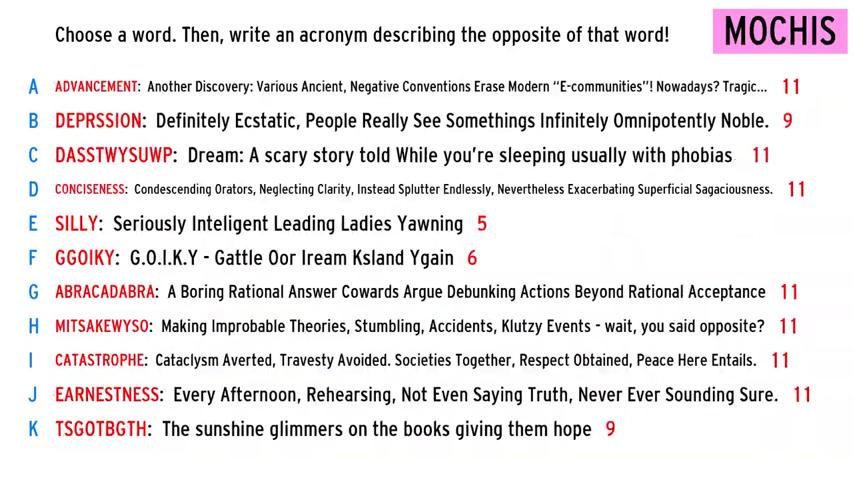 Choose a word. Then, write an acronym describing the opposite of that word!
MOCHIS
A ADVANCEMENT: Another Discovery: Various Ancient, Negative Conventions Erase Modern "E-communities"! Nowadays? Tragic... 11
B DEPRSSION: Definitely Ecstatic, People Really See Somethings Infinitely Omnipotently Noble. 9
C DASSTWYSUWP: Dream: A scary story told While you're sleeping usually with phobias 11
D CONCISENESS: Condescending Orators, Neglecting Clarity, Instead Splutter Endlessly, Nevertheless Exacerbating Superficial Sagaciousness. 11
E SILLY: Seriously Inteligent Leading Ladies Yawning 5
F GGOIKY: G.O.I.K.Y - Gattle Oor Iream Ksland Ygain 6
G ABRACADABRA: A Boring Rational Answer Cowards Argue Debunking Actions Beyond Rational Acceptance 11
H MITSAKEWYSO: Making Improbable Theories, Stumbling, Accidents, Klutzy Events - wait, you said opposite? 11
I CATASTROPHE: Cataclysm Averted, Travesty Avoided. Societies Together, Respect Obtained, Peace Here Entails. 11
J EARNESTNESS: Every Afternoon, Rehearsing, Not Even Saying Truth, Never Ever Sounding Sure. 11
K TSGOTBGTH: The sunshine glimmers on the books giving them hope 9